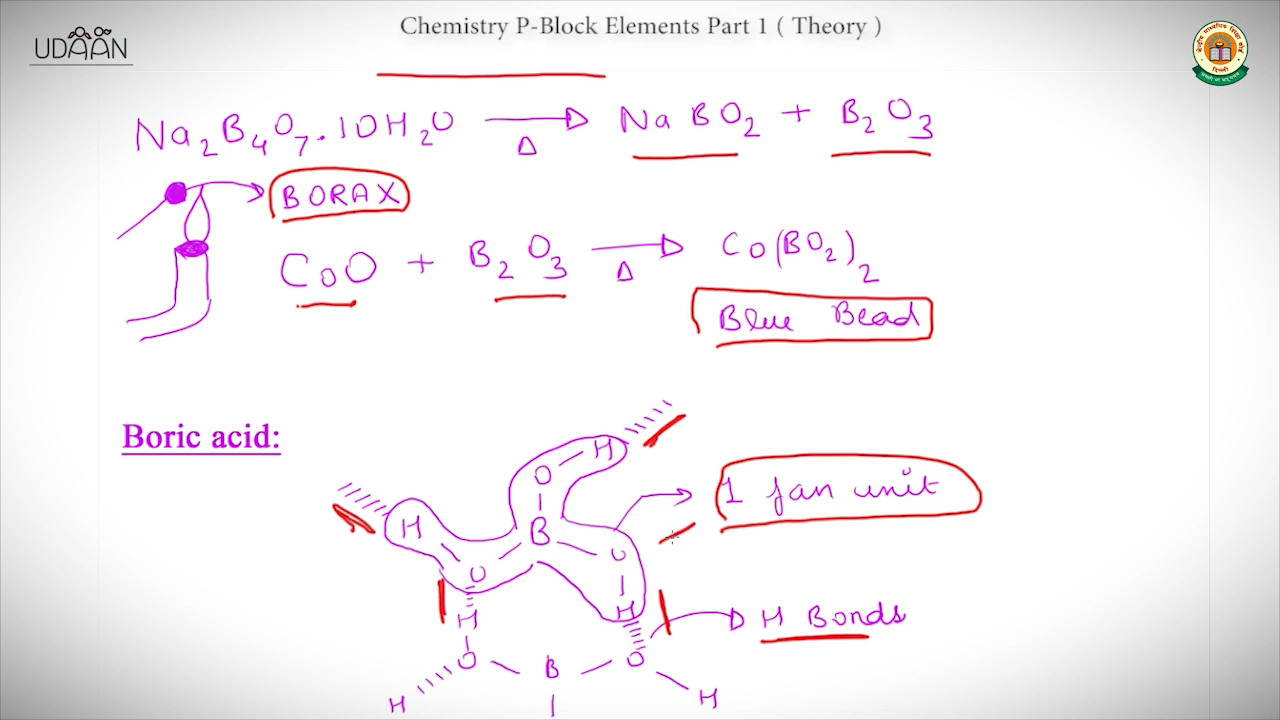 Chemistry P-Block Elements Part 1 ( Theory )
UDAAN
Na₂B₄O₇.10H₂O → NaBO₂ + B₂O₃
Δ
BORAX
CoO + B₂O₃ → Co(BO₂)₂
Δ
Blue Bead
Boric acid:
H
O
H
B
1 fan unit
O
O
H
H
H Bonds
O
B
O
H
H